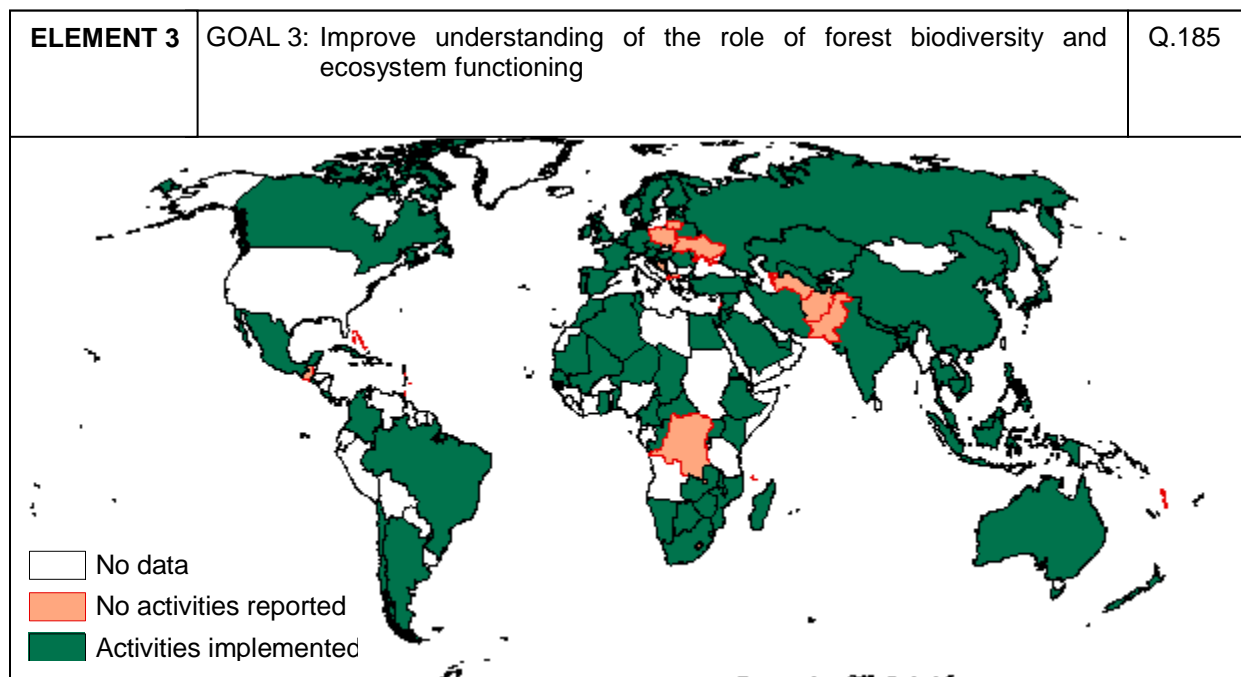 ELEMENT 3
GOAL 3: Improve understanding of the role of forest biodiversity and
ecosystem functioning
Q.185
No data
No activities reported
Activities implemented